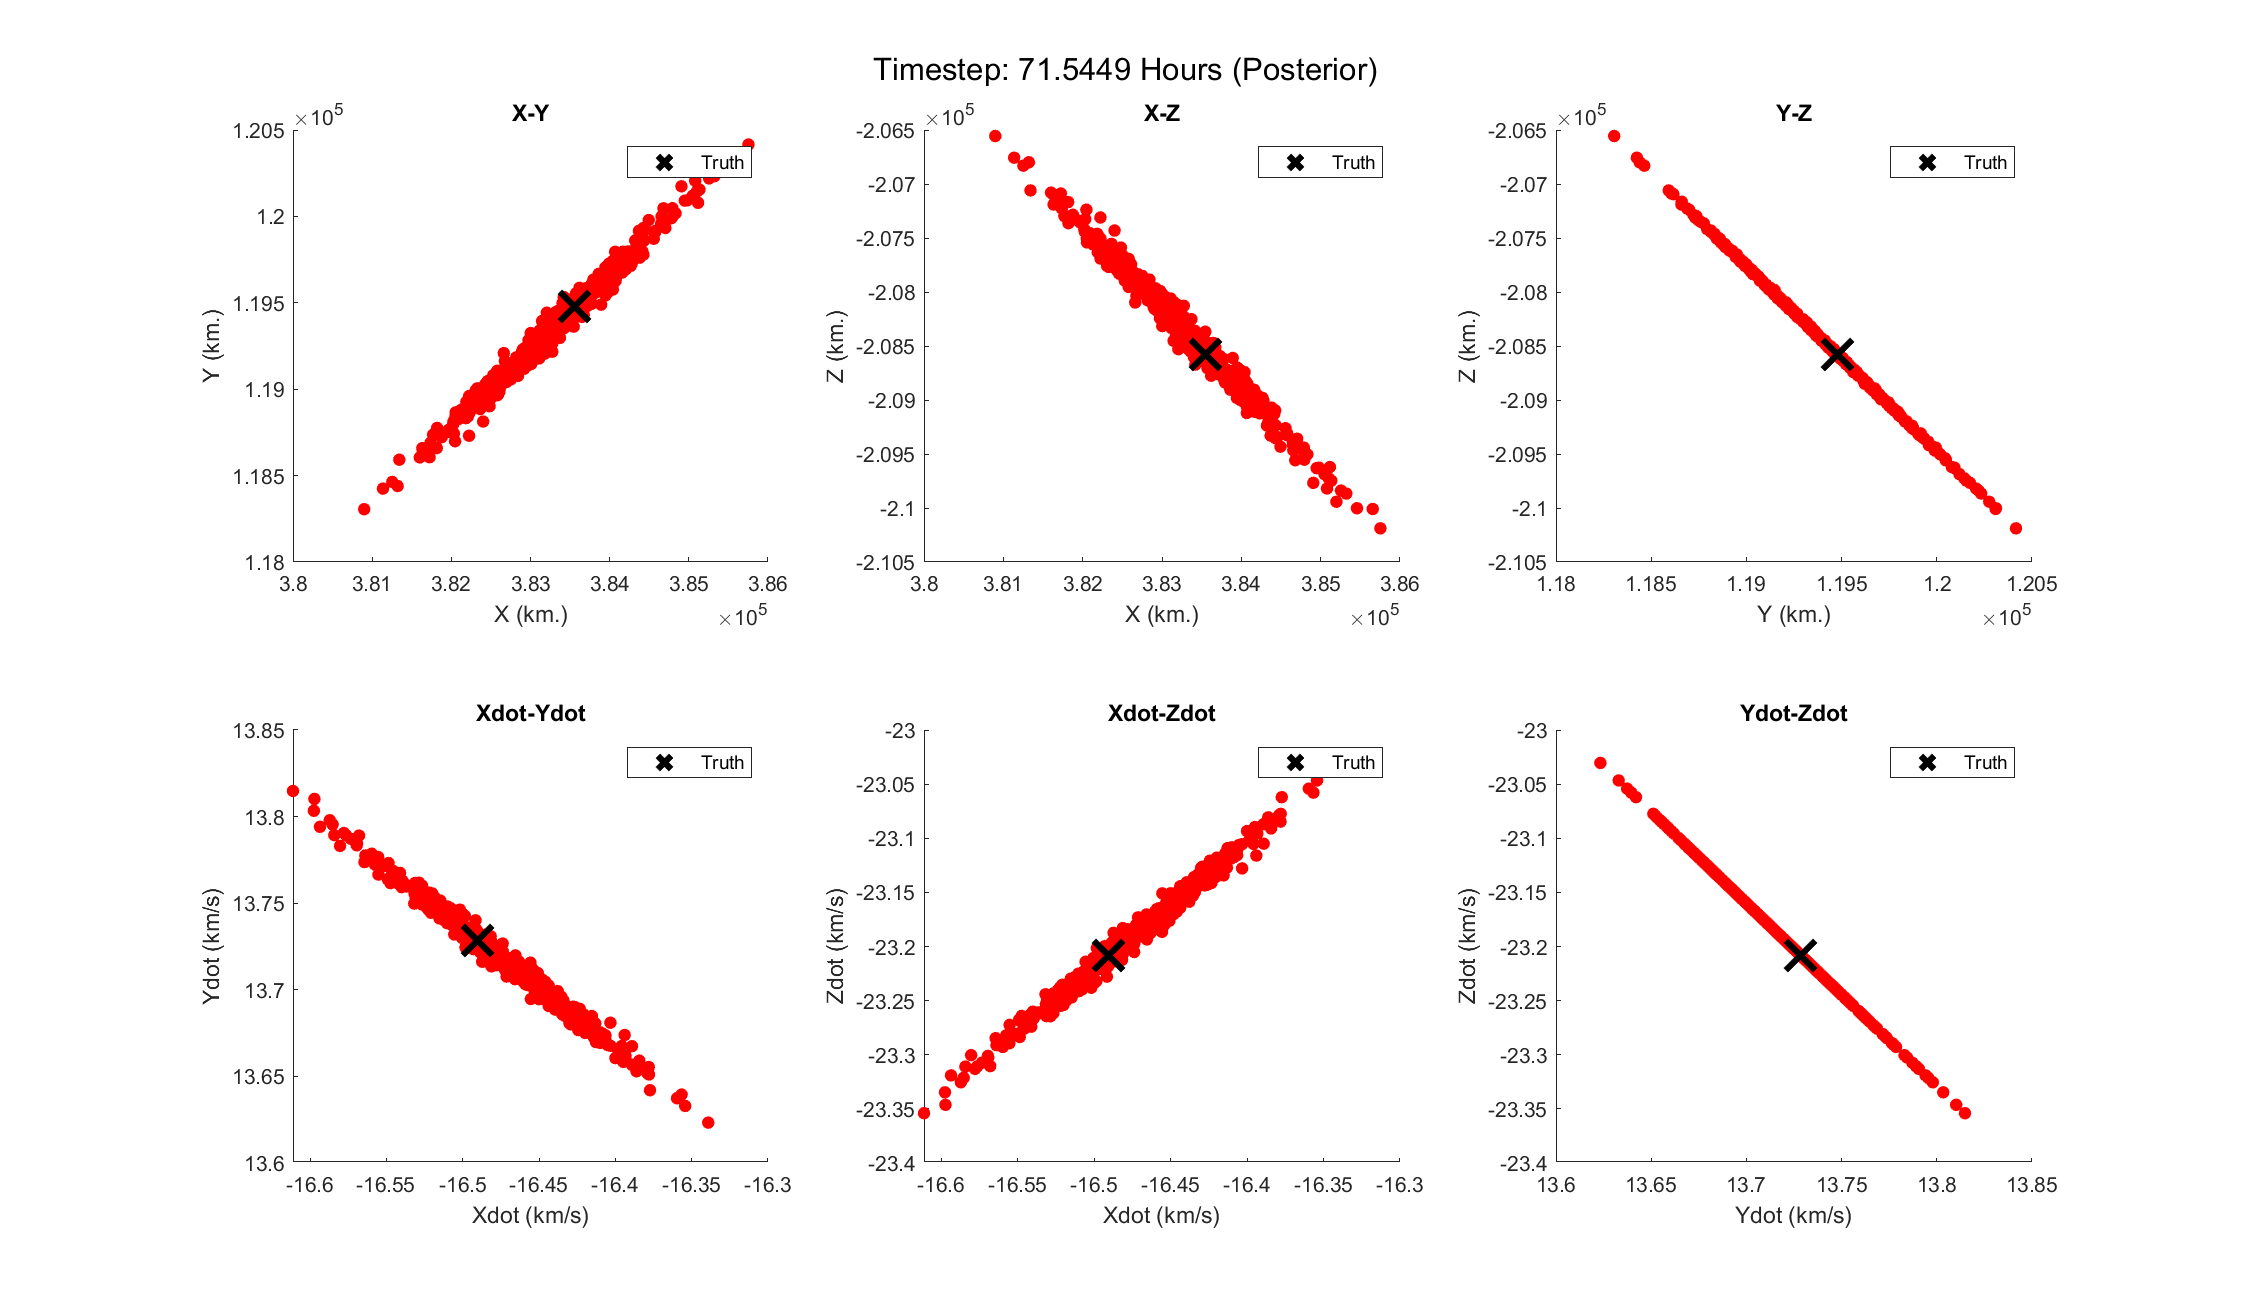 Timestep: 71.5449 Hours (Posterior)
X-Y
×10^5
1.205
1.2
1.195
1.19
1.185
1.18
Y (km.)
Truth
3.8 3.81 3.82 3.83 3.84 3.85 3.86
X (km.)
×10^5
X-Z
×10^5
-2.065
-2.07
-2.075
-2.08
-2.085
-2.09
-2.095
-2.1
-2.105
Z (km.)
Truth
3.8 3.81 3.82 3.83 3.84 3.85 3.86
X (km.)
×10^5
Y-Z
×10^5
-2.065
-2.07
-2.075
-2.08
-2.085
-2.09
-2.095
-2.1
-2.105
Z (km.)
Truth
1.18 1.185 1.19 1.195 1.2 1.205
Y (km.)
×10^5
Xdot-Ydot
13.85
13.8
13.75
13.7
13.65
13.6
Ydot (km/s)
Truth
-16.6 -16.55 -16.5 -16.45 -16.4 -16.35 -16.3
Xdot (km/s)
Xdot-Zdot
-23
-23.05
-23.1
-23.15
-23.2
-23.25
-23.3
-23.35
-23.4
Zdot (km/s)
Truth
-16.6 -16.55 -16.5 -16.45 -16.4 -16.35 -16.3
Xdot (km/s)
Ydot-Zdot
-23
-23.05
-23.1
-23.15
-23.2
-23.25
-23.3
-23.35
-23.4
Zdot (km/s)
Truth
13.6 13.65 13.7 13.75 13.8 13.85
Ydot (km/s)